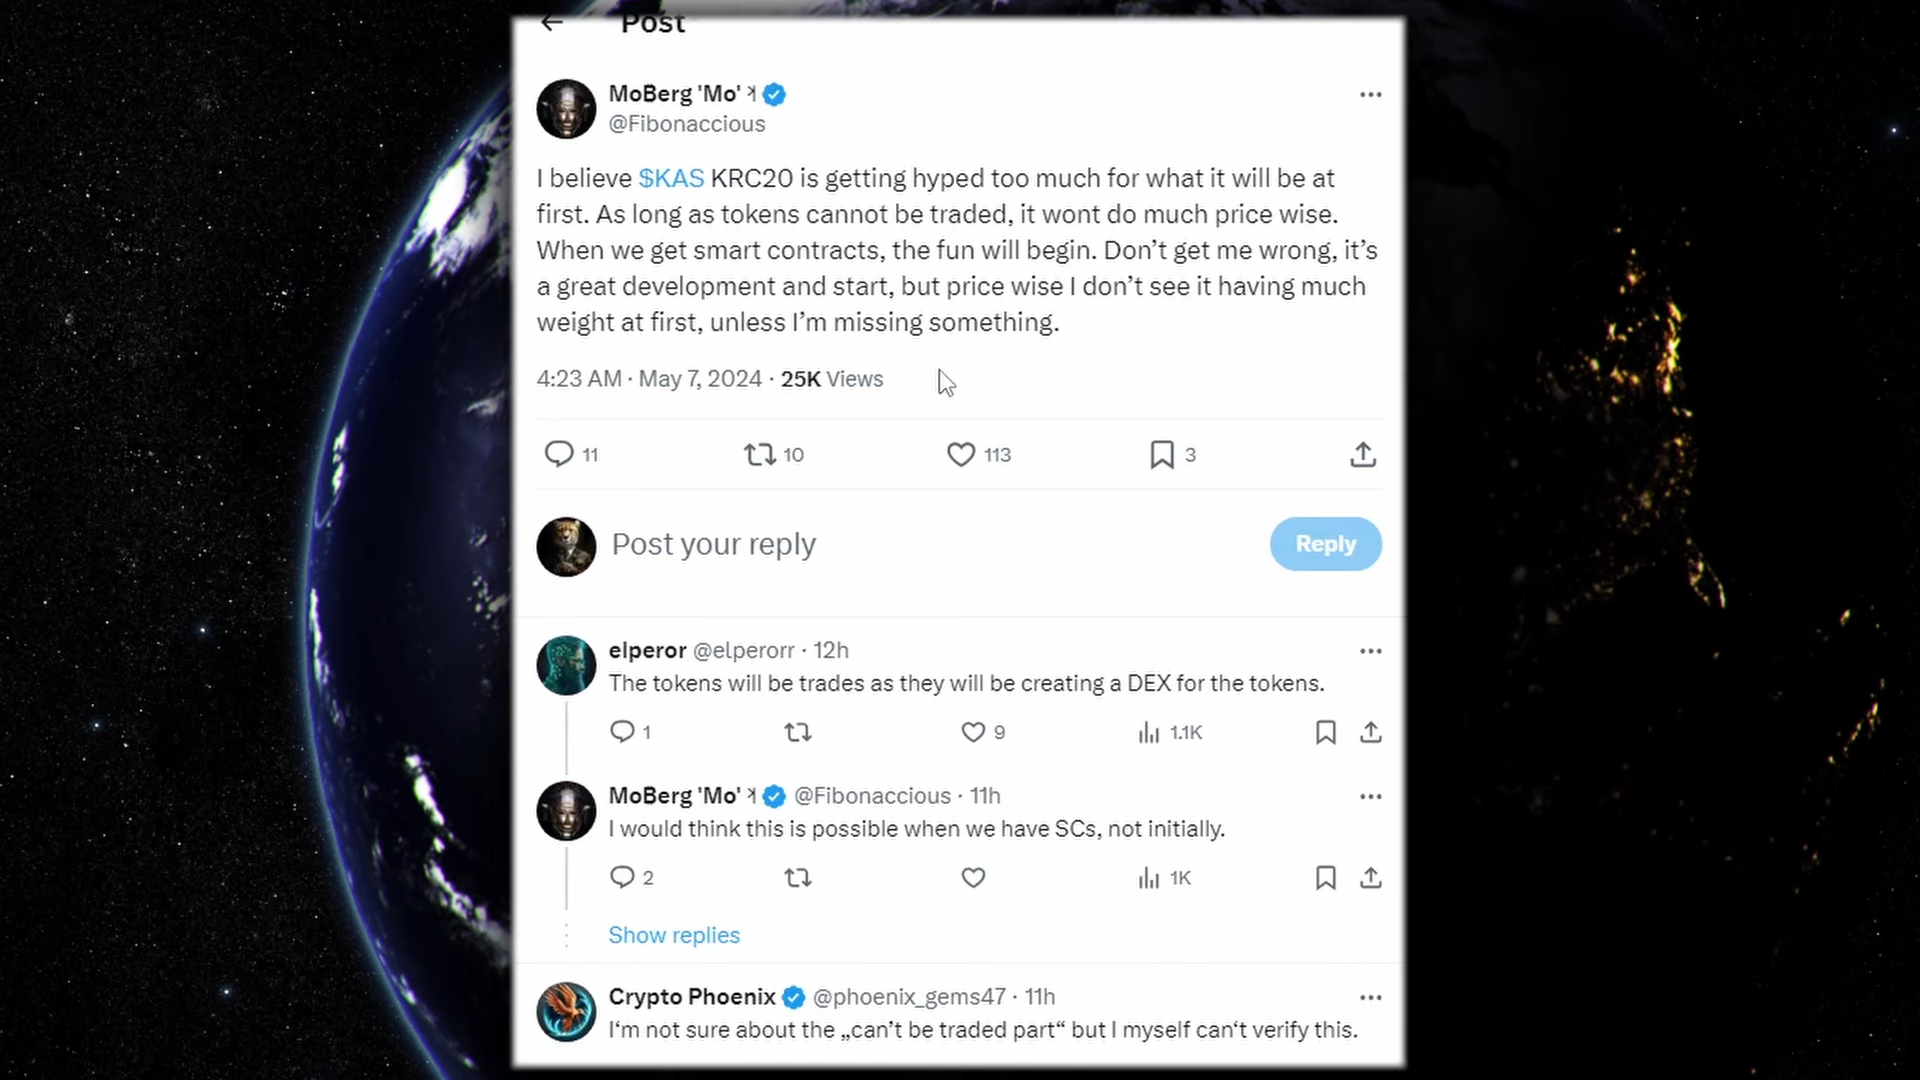 Post
MoBerg 'Mo'
@Fibonaccious
I believe $KAS KRC20 is getting hyped too much for what it will be at
first. As long as tokens cannot be traded, it wont do much price wise.
When we get smart contracts, the fun will begin. Don’t get me wrong, it’s
a great development and start, but price wise I don’t see it having much
weight at first, unless I’m missing something.
4:23 AM · May 7, 2024 · 25K Views
11 10 113 3
Post your reply Reply
elperor @elperorr · 12h
The tokens will be trades as they will be creating a DEX for the tokens.
1 9 1.1K
MoBerg 'Mo' @Fibonaccious · 11h
I would think this is possible when we have SCs, not initially.
2 1K
Show replies
Crypto Phoenix @phoenix_gems47 · 11h
I‘m not sure about the „can’t be traded part“ but I myself can‘t verify this.